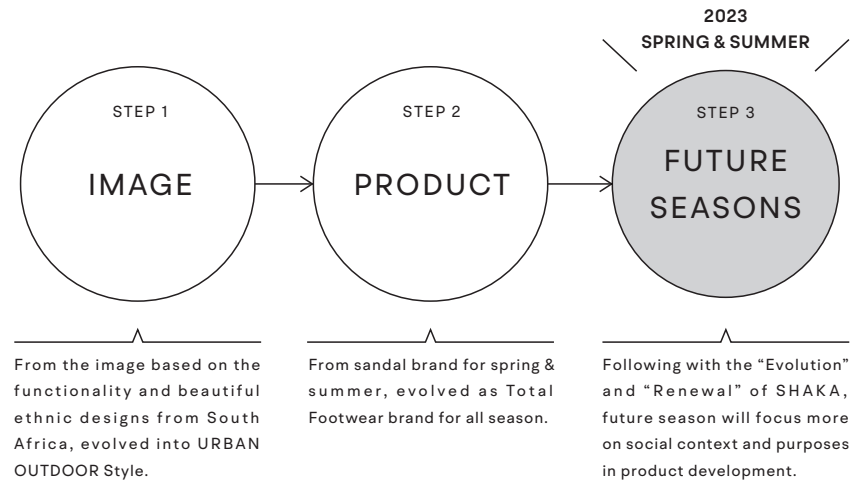 2023
SPRING & SUMMER
STEP 1
IMAGE
STEP 2
PRODUCT
STEP 3
FUTURE
SEASONS
From the image based on the
functionality and beautiful
ethnic designs from South
Africa, evolved into URBAN
OUTDOOR Style.
From sandal brand for spring &
summer, evolved as Total
Footwear brand for all season.
Following with the “Evolution”
and “Renewal” of SHAKA,
future season will focus more
on social context and purposes
in product development.